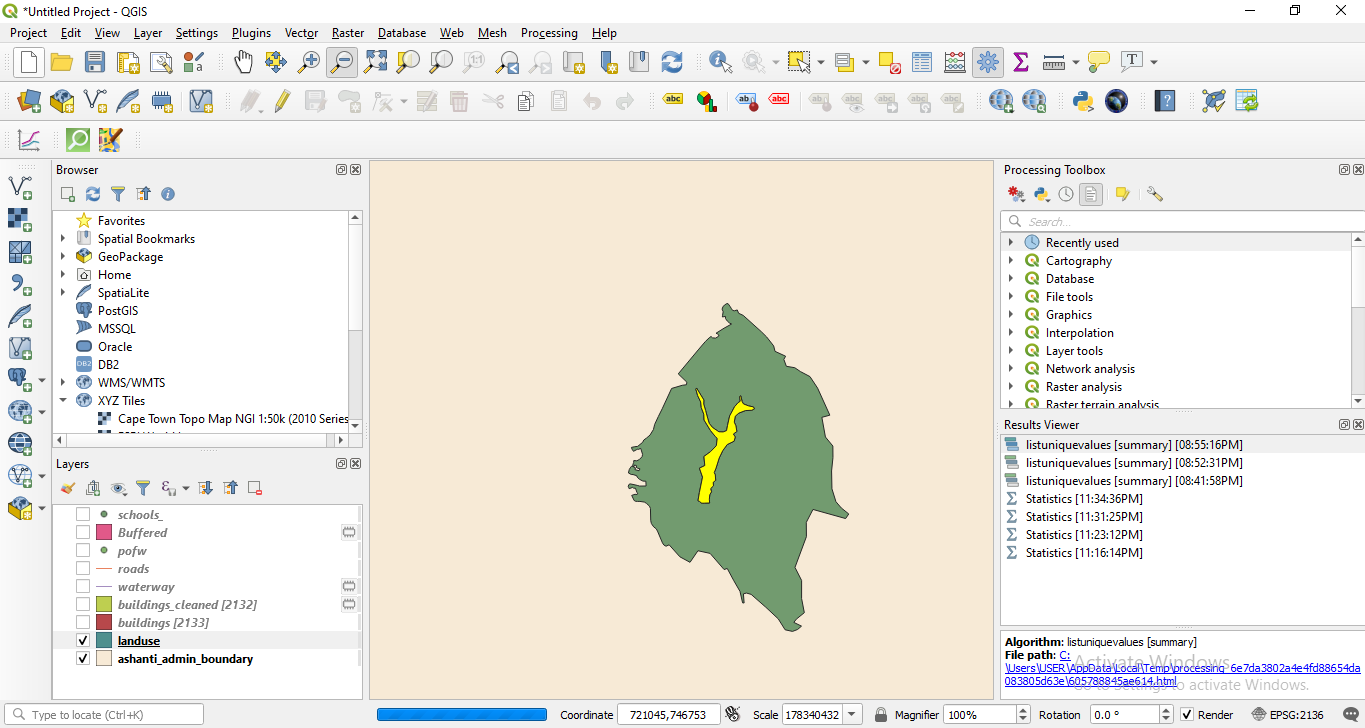 *Untitled Project - QGIS
Project Edit View Layer Settings Plugins Vector Raster Database Web Mesh Processing Help
Browser
Favorites
Spatial Bookmarks
GeoPackage
Home
SpatiaLite
PostGIS
MSSQL
Oracle
DB2
WMS/WMTS
XYZ Tiles
Cape Town Topo Map NGI 1:50k (2010 Series
Layers
schools_
Buffered
pofw
roads
waterway
buildings_cleaned [2132]
buildings [2133]
landuse
ashanti_admin_boundary
Processing Toolbox
Search...
Recently used
Cartography
Database
File tools
Graphics
Interpolation
Layer tools
Network analysis
Raster analysis
Raster terrain analysis
Results Viewer
listuniquevalues [summary] [08:55:16PM]
listuniquevalues [summary] [08:52:31PM]
listuniquevalues [summary] [08:41:58PM]
Statistics [11:34:36PM]
Statistics [11:31:25PM]
Statistics [11:23:12PM]
Statistics [11:16:14PM]
Algorithm: listuniquevalues [summary]
File path: C:
\Users\USER\AppData\Local\Temp\processing_6e7da3802a4e4fd88654da
083805d63e\605788845ae614.html
Activate Windows
Go to Settings to activate Windows.
Type to locate (Ctrl+K)
Coordinate 721045,746753 Scale 178340432 Magnifier 100% Rotation 0.0 ° Render EPSG:2136